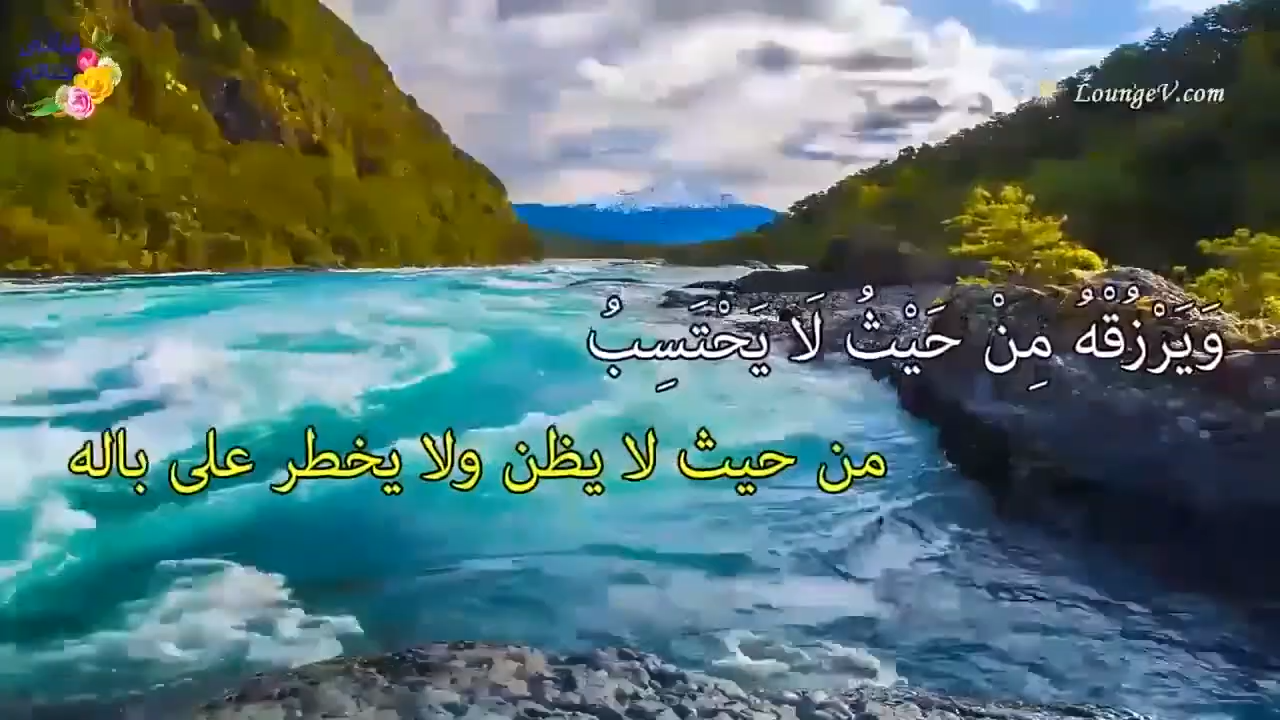 LoungeV.com
وَيَرْزُقْهُ مِنْ حَيْثُ لَا يَحْتَسِبُ
من حيث لا يظن ولا يخطر على باله